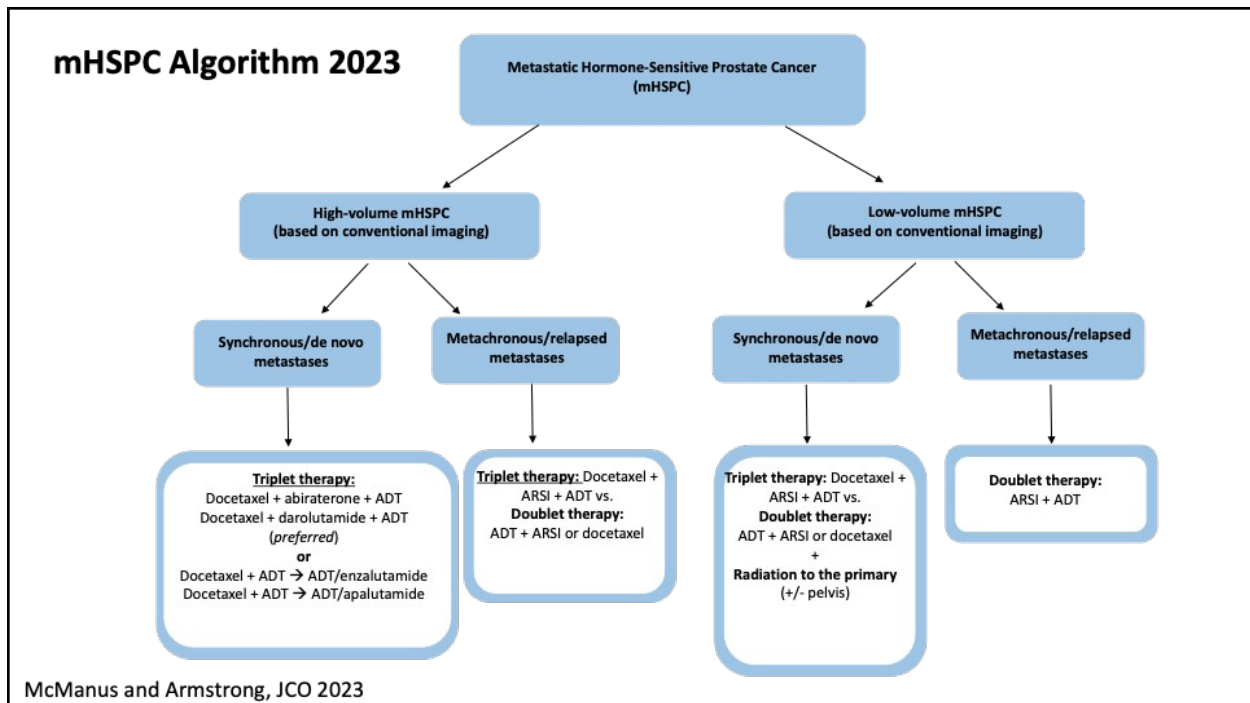 mHSPC Algorithm 2023
Metastatic Hormone-Sensitive Prostate Cancer
(mHSPC)
High-volume mHSPC
(based on conventional imaging)
Low-volume mHSPC
(based on conventional imaging)
Synchronous/de novo
metastases
Metachronous/relapsed
metastases
Synchronous/de novo
metastases
Metachronous/relapsed
metastases
Triplet therapy:
Docetaxel + abiraterone + ADT
Docetaxel + darolutamide + ADT
(preferred)
or
Docetaxel + ADT → ADT/enzalutamide
Docetaxel + ADT → ADT/apalutamide
Triplet therapy: Docetaxel +
ARSI + ADT vs.
Doublet therapy:
ADT + ARSI or docetaxel
Triplet therapy: Docetaxel +
ARSI + ADT vs.
Doublet therapy:
ADT + ARSI or docetaxel
+
Radiation to the primary
(+/- pelvis)
Doublet therapy:
ARSI + ADT
McManus and Armstrong, JCO 2023